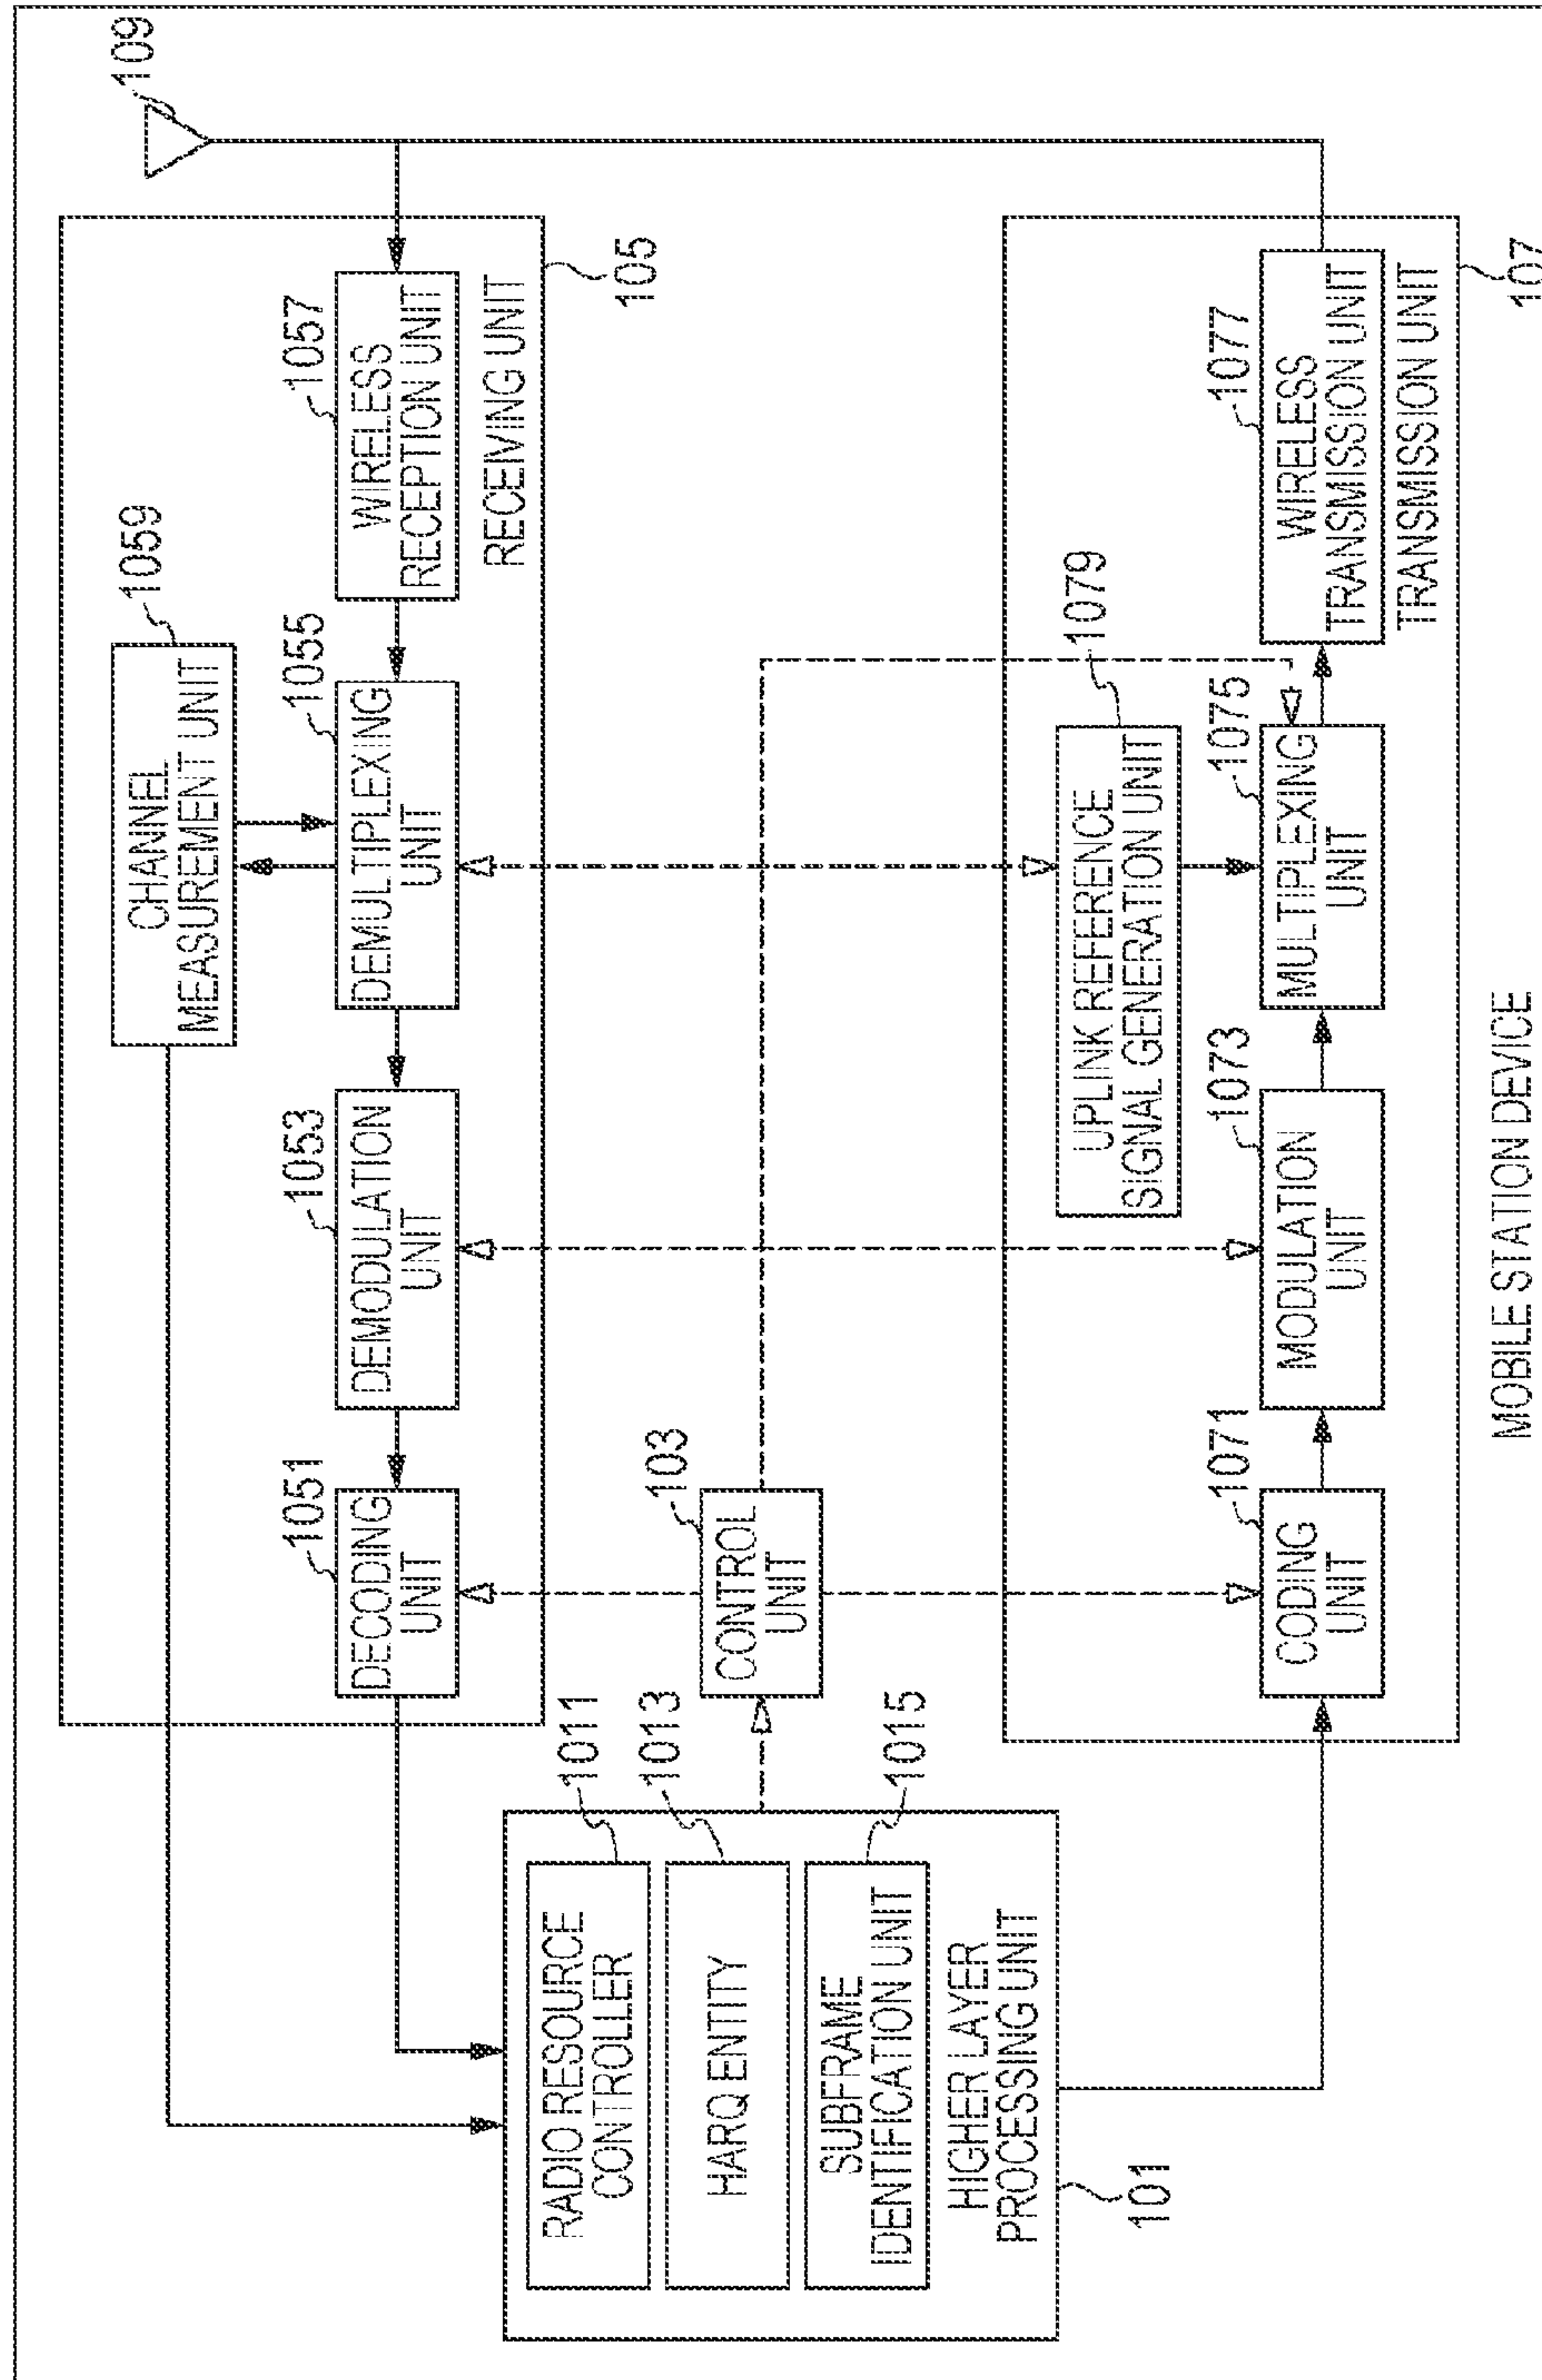 109
1059
CHANNEL
MEASUREMENT UNIT
1051
DECODING
UNIT
1053
DEMODULATION
UNIT
1055
DEMULTIPLEXING
UNIT
1057
WIRELESS
RECEPTION UNIT
RECEIVING UNIT
105
1011
RADIO RESOURCE
CONTROLLER
1013
HARQ ENTITY
1015
SUBFRAME
IDENTIFICATION UNIT
HIGHER LAYER
PROCESSING UNIT
101
103
CONTROL
UNIT
1079
UPLINK REFERENCE
SIGNAL GENERATION UNIT
1071
CODING
UNIT
1073
MODULATION
UNIT
1075
MULTIPLEXING
UNIT
1077
WIRELESS
TRANSMISSION UNIT
TRANSMISSION UNIT
107
MOBILE STATION DEVICE